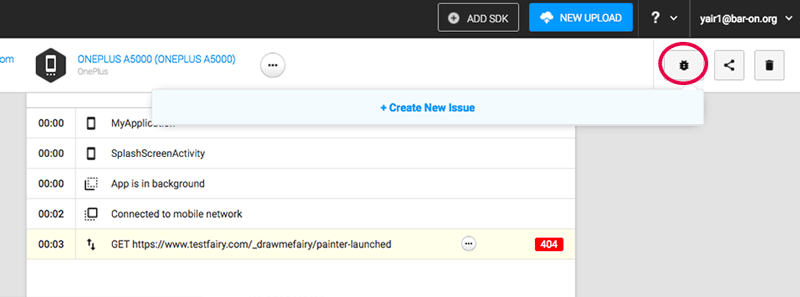 ADD SDK
NEW UPLOAD
?
yair1@bar-on.org
om
ONEPLUS A5000 (ONEPLUS A5000)
OnePlus
+ Create New Issue
00:00 MyApplication
00:00 SplashScreenActivity
00:00 App is in background
00:02 Connected to mobile network
00:03 GET https://www.testfairy.com/_drawmefairy/painter-launched 404